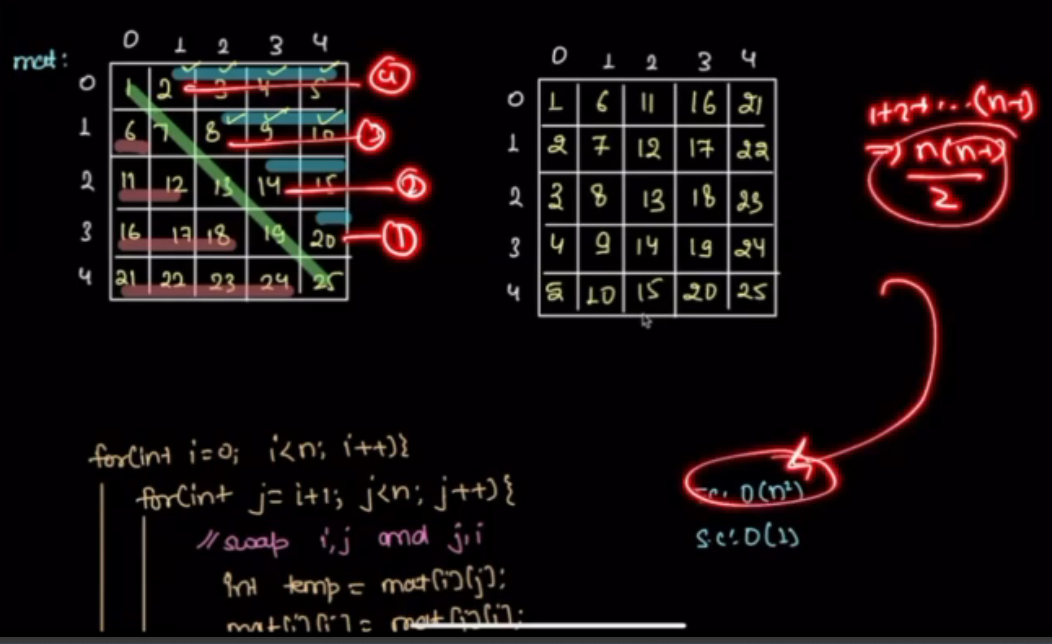 mat:
0 1 2 3 4
0 1 2 3 4 5 (4)
1 6 7 8 9 10 (3)
2 11 12 13 14 15 (2)
3 16 17 18 19 20 (1)
4 21 22 23 24 25
0 1 2 3 4
0 1 6 11 16 21
1 2 7 12 17 22
2 3 8 13 18 23
3 4 9 14 19 24
4 5 10 15 20 25
1+2+...(n-1)
=> n(n-1)
2
for(int i=0; i<n; i++){
for(int j=i+1; j<n; j++){
//swap i,j and j,i
int temp = mat[i][j];
mat[i][j] = mat[j][i];
T.C: O(n²)
S.C: O(1)